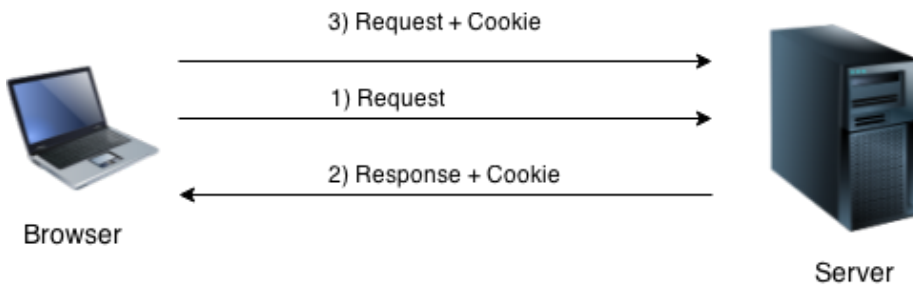 3) Request + Cookie
1) Request
2) Response + Cookie
Browser
Server